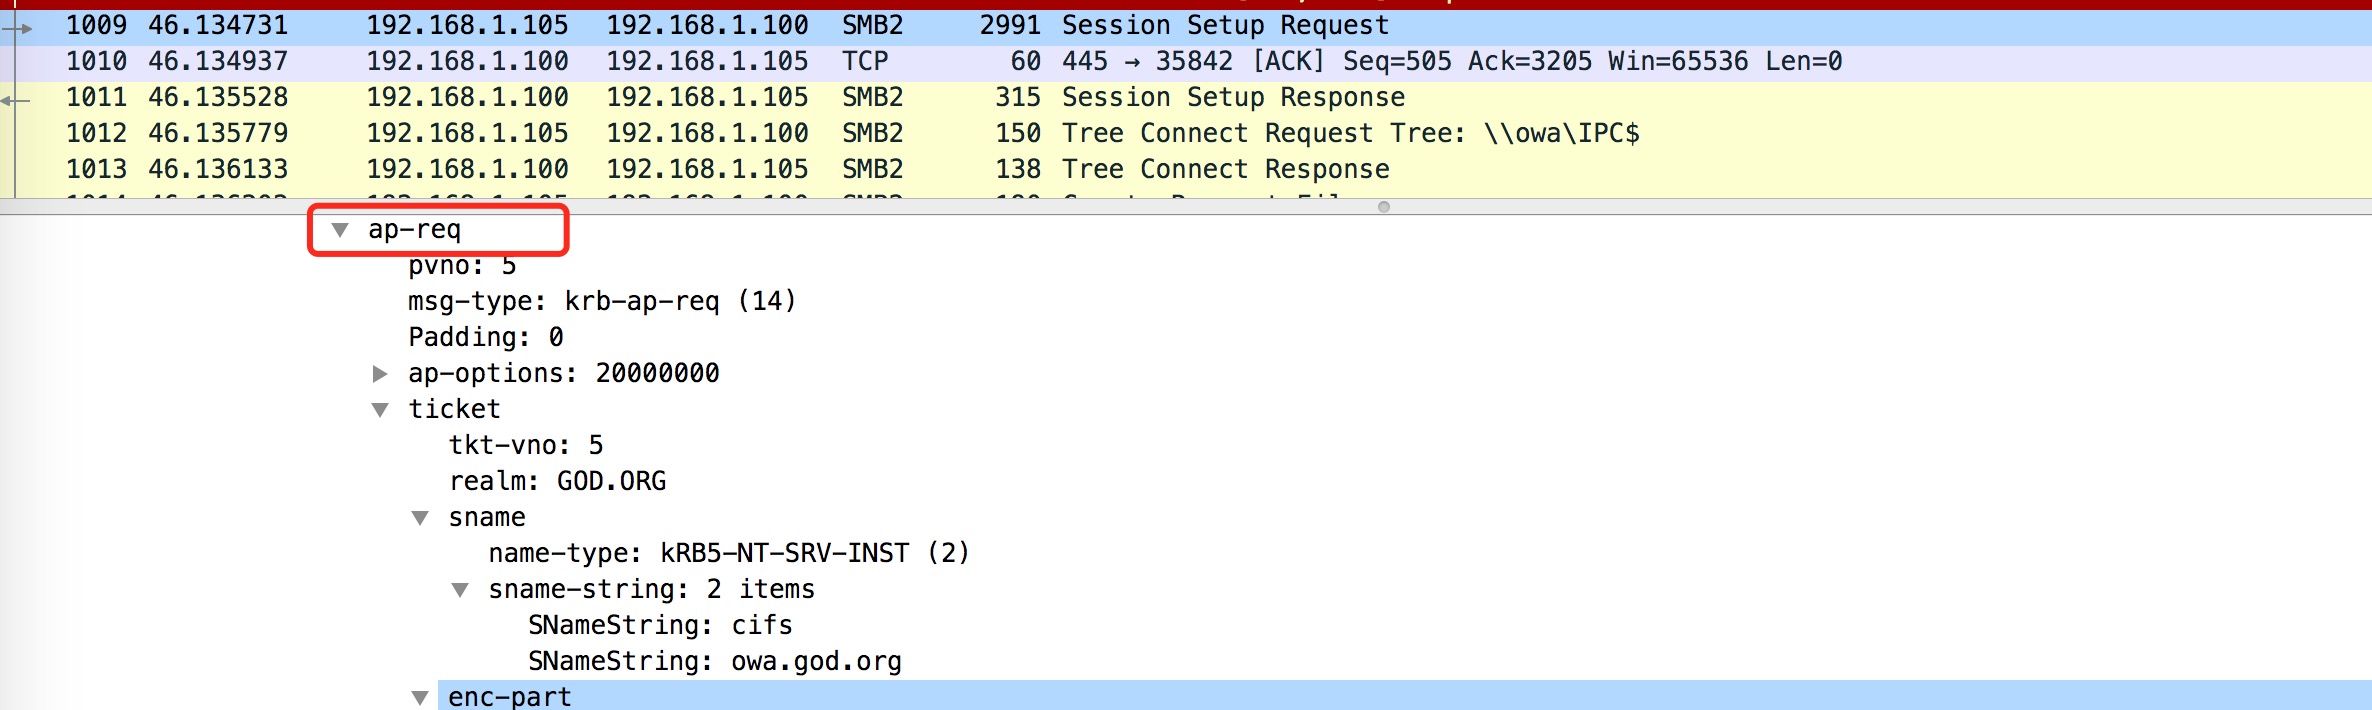 1009 46.134731 192.168.1.105 192.168.1.100 SMB2 2991 Session Setup Request
1010 46.134937 192.168.1.100 192.168.1.105 TCP 60 445 → 35842 [ACK] Seq=505 Ack=3205 Win=65536 Len=0
1011 46.135528 192.168.1.100 192.168.1.105 SMB2 315 Session Setup Response
1012 46.135779 192.168.1.105 192.168.1.100 SMB2 150 Tree Connect Request Tree: \\owa\IPC$
1013 46.136133 192.168.1.100 192.168.1.105 SMB2 138 Tree Connect Response
ap-req
pvno: 5
msg-type: krb-ap-req (14)
Padding: 0
ap-options: 20000000
ticket
tkt-vno: 5
realm: GOD.ORG
sname
name-type: kRB5-NT-SRV-INST (2)
sname-string: 2 items
SNameString: cifs
SNameString: owa.god.org
enc-part